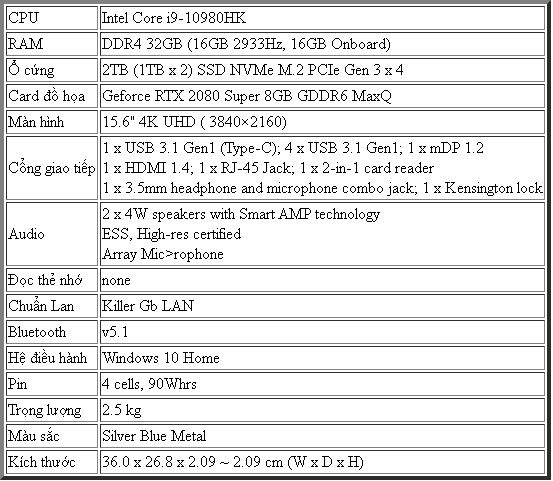 CPU Intel Core i9-10980HK
RAM DDR4 32GB (16GB 2933Hz, 16GB Onboard)
Ổ cứng 2TB (1TB x 2) SSD NVMe M.2 PCIe Gen 3 x 4
Card đồ họa Geforce RTX 2080 Super 8GB GDDR6 MaxQ
Màn hình 15.6" 4K UHD ( 3840×2160)
Cổng giao tiếp 1 x USB 3.1 Gen1 (Type-C); 4 x USB 3.1 Gen1; 1 x mDP 1.2
1 x HDMI 1.4; 1 x RJ-45 Jack; 1 x 2-in-1 card reader
1 x 3.5mm headphone and microphone combo jack; 1 x Kensington lock
Audio 2 x 4W speakers with Smart AMP technology
ESS, High-res certified
Array Mic>rophone
Đọc thẻ nhớ none
Chuẩn Lan Killer Gb LAN
Bluetooth v5.1
Hệ điều hành Windows 10 Home
Pin 4 cells, 90Whrs
Trọng lượng 2.5 kg
Màu sắc Silver Blue Metal
Kích thước 36.0 x 26.8 x 2.09 ~ 2.09 cm (W x D x H)